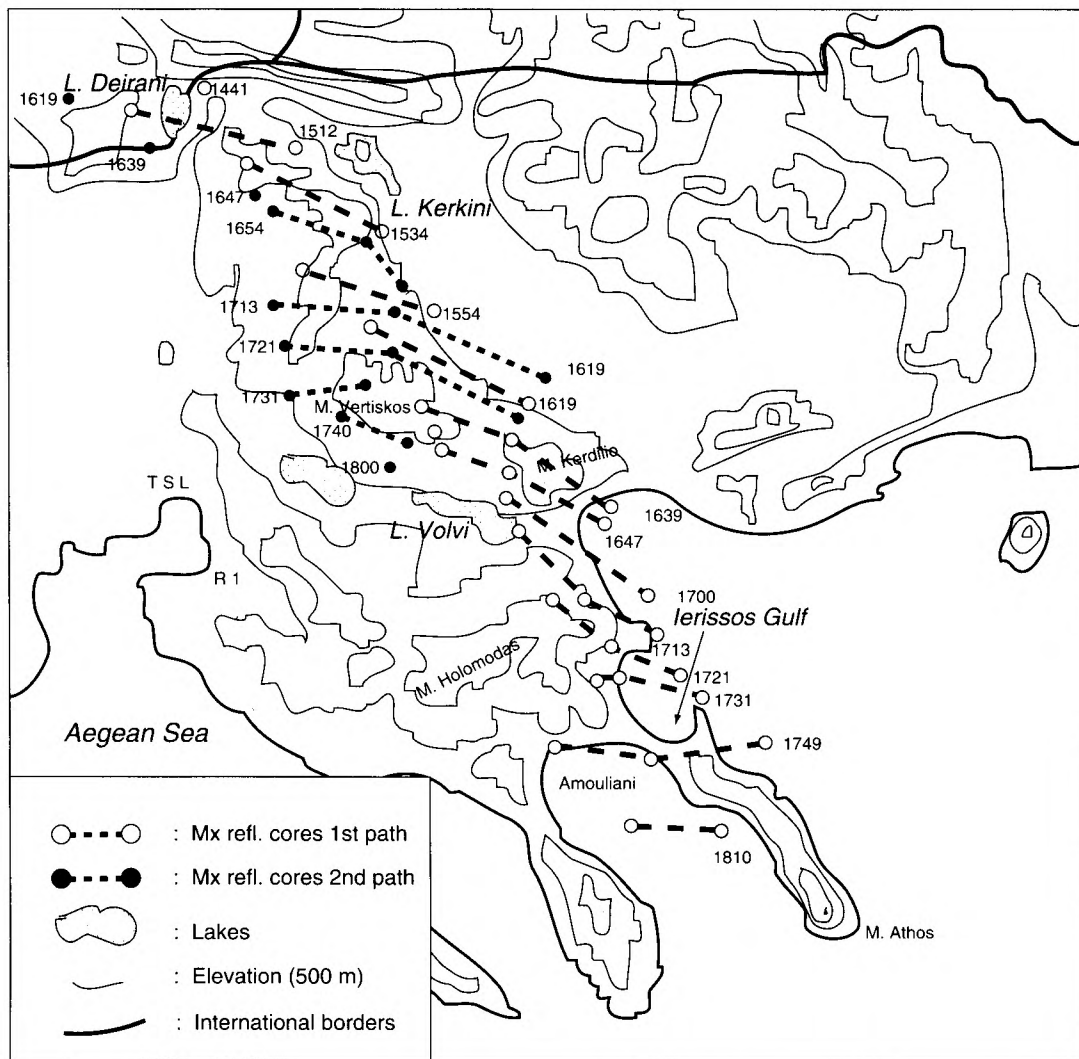 L. Deirani
1619
1441
1512
1639
1647
L. Kerkini
1654
1534
1713
1554
1721
1619
1731
M. Vertiskos
1619
1740
M. Kerdilio
1800
T S L
1639
L. Volvi
1647
R 1
1700
Ierissos Gulf
1713
M. Holomodas
1721
1731
Aegean Sea
1749
Amouliani
1810
M. Athos
: Mx refl. cores 1st path
: Mx refl. cores 2nd path
: Lakes
: Elevation (500 m)
: International borders